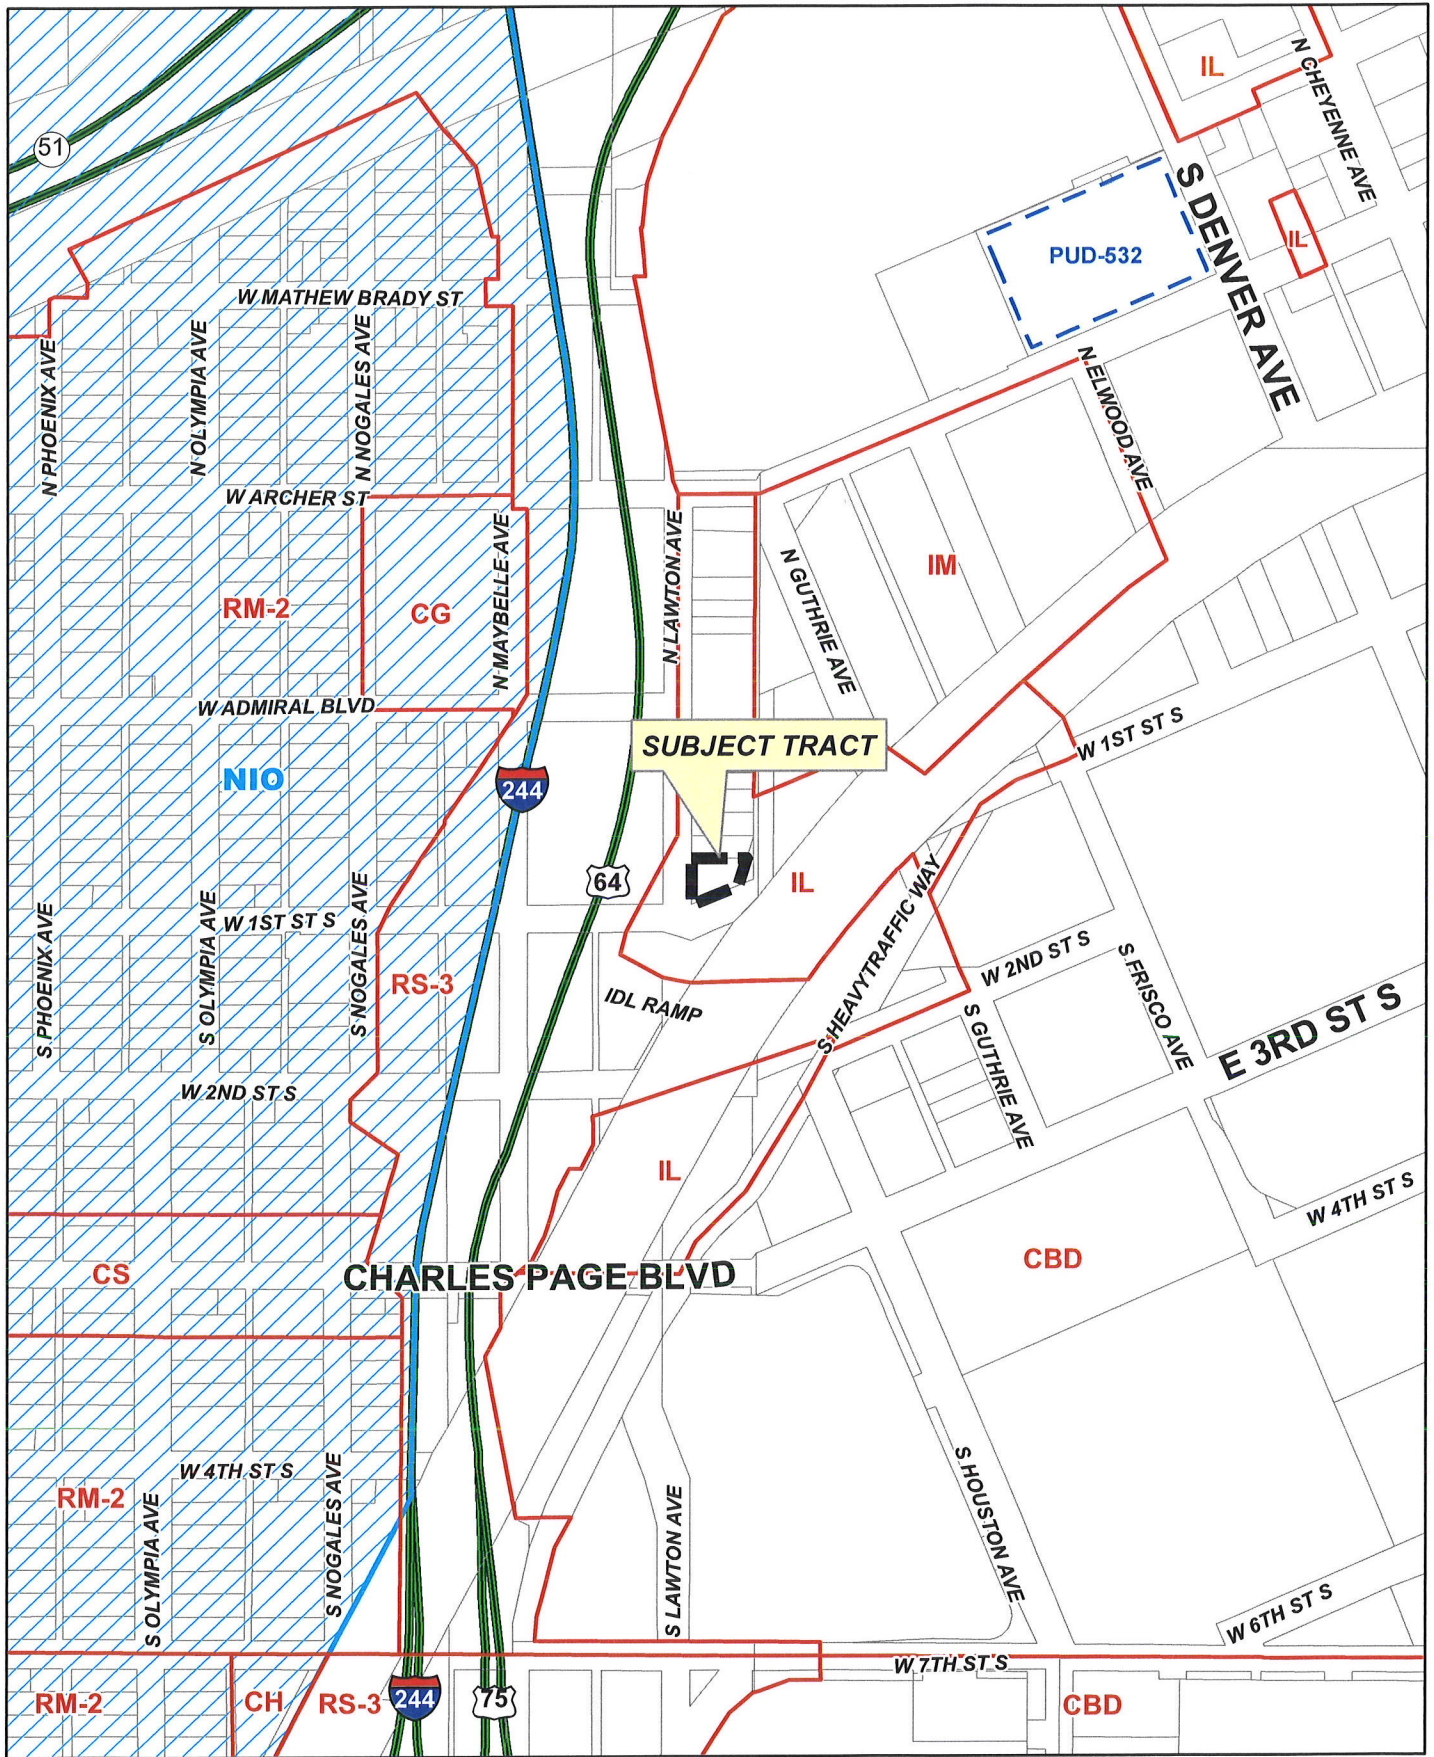 IL
N CHEYENNE AVE
51
S DENVER AVE
PUD-532
IL
W MATHEW BRADY ST
N PHOENIX AVE
N OLYMPIA AVE
N NOGALES AVE
N ELWOOD AVE
W ARCHER ST
N MAYBELLE AVE
N LAWTON AVE
N GUTHRIE AVE
IM
RM-2
CG
W ADMIRAL BLVD
W 1ST ST S
SUBJECT TRACT
NIO
244
64
IL
S PHOENIX AVE
S OLYMPIA AVE
W 1ST ST S
S NOGALES AVE
RS-3
S HEAVYTRAFFIC WAY
W 2ND ST S
S FRISCO AVE
IDL RAMP
E 3RD ST S
S GUTHRIE AVE
W 2ND ST S
IL
W 4TH ST S
CS
CHARLES PAGE BLVD
CBD
W 4TH ST S
RM-2
S OLYMPIA AVE
S NOGALES AVE
S LAWTON AVE
S HOUSTON AVE
W 6TH ST S
W 7TH ST S
RM-2
CH
RS-3
244
75
CBD